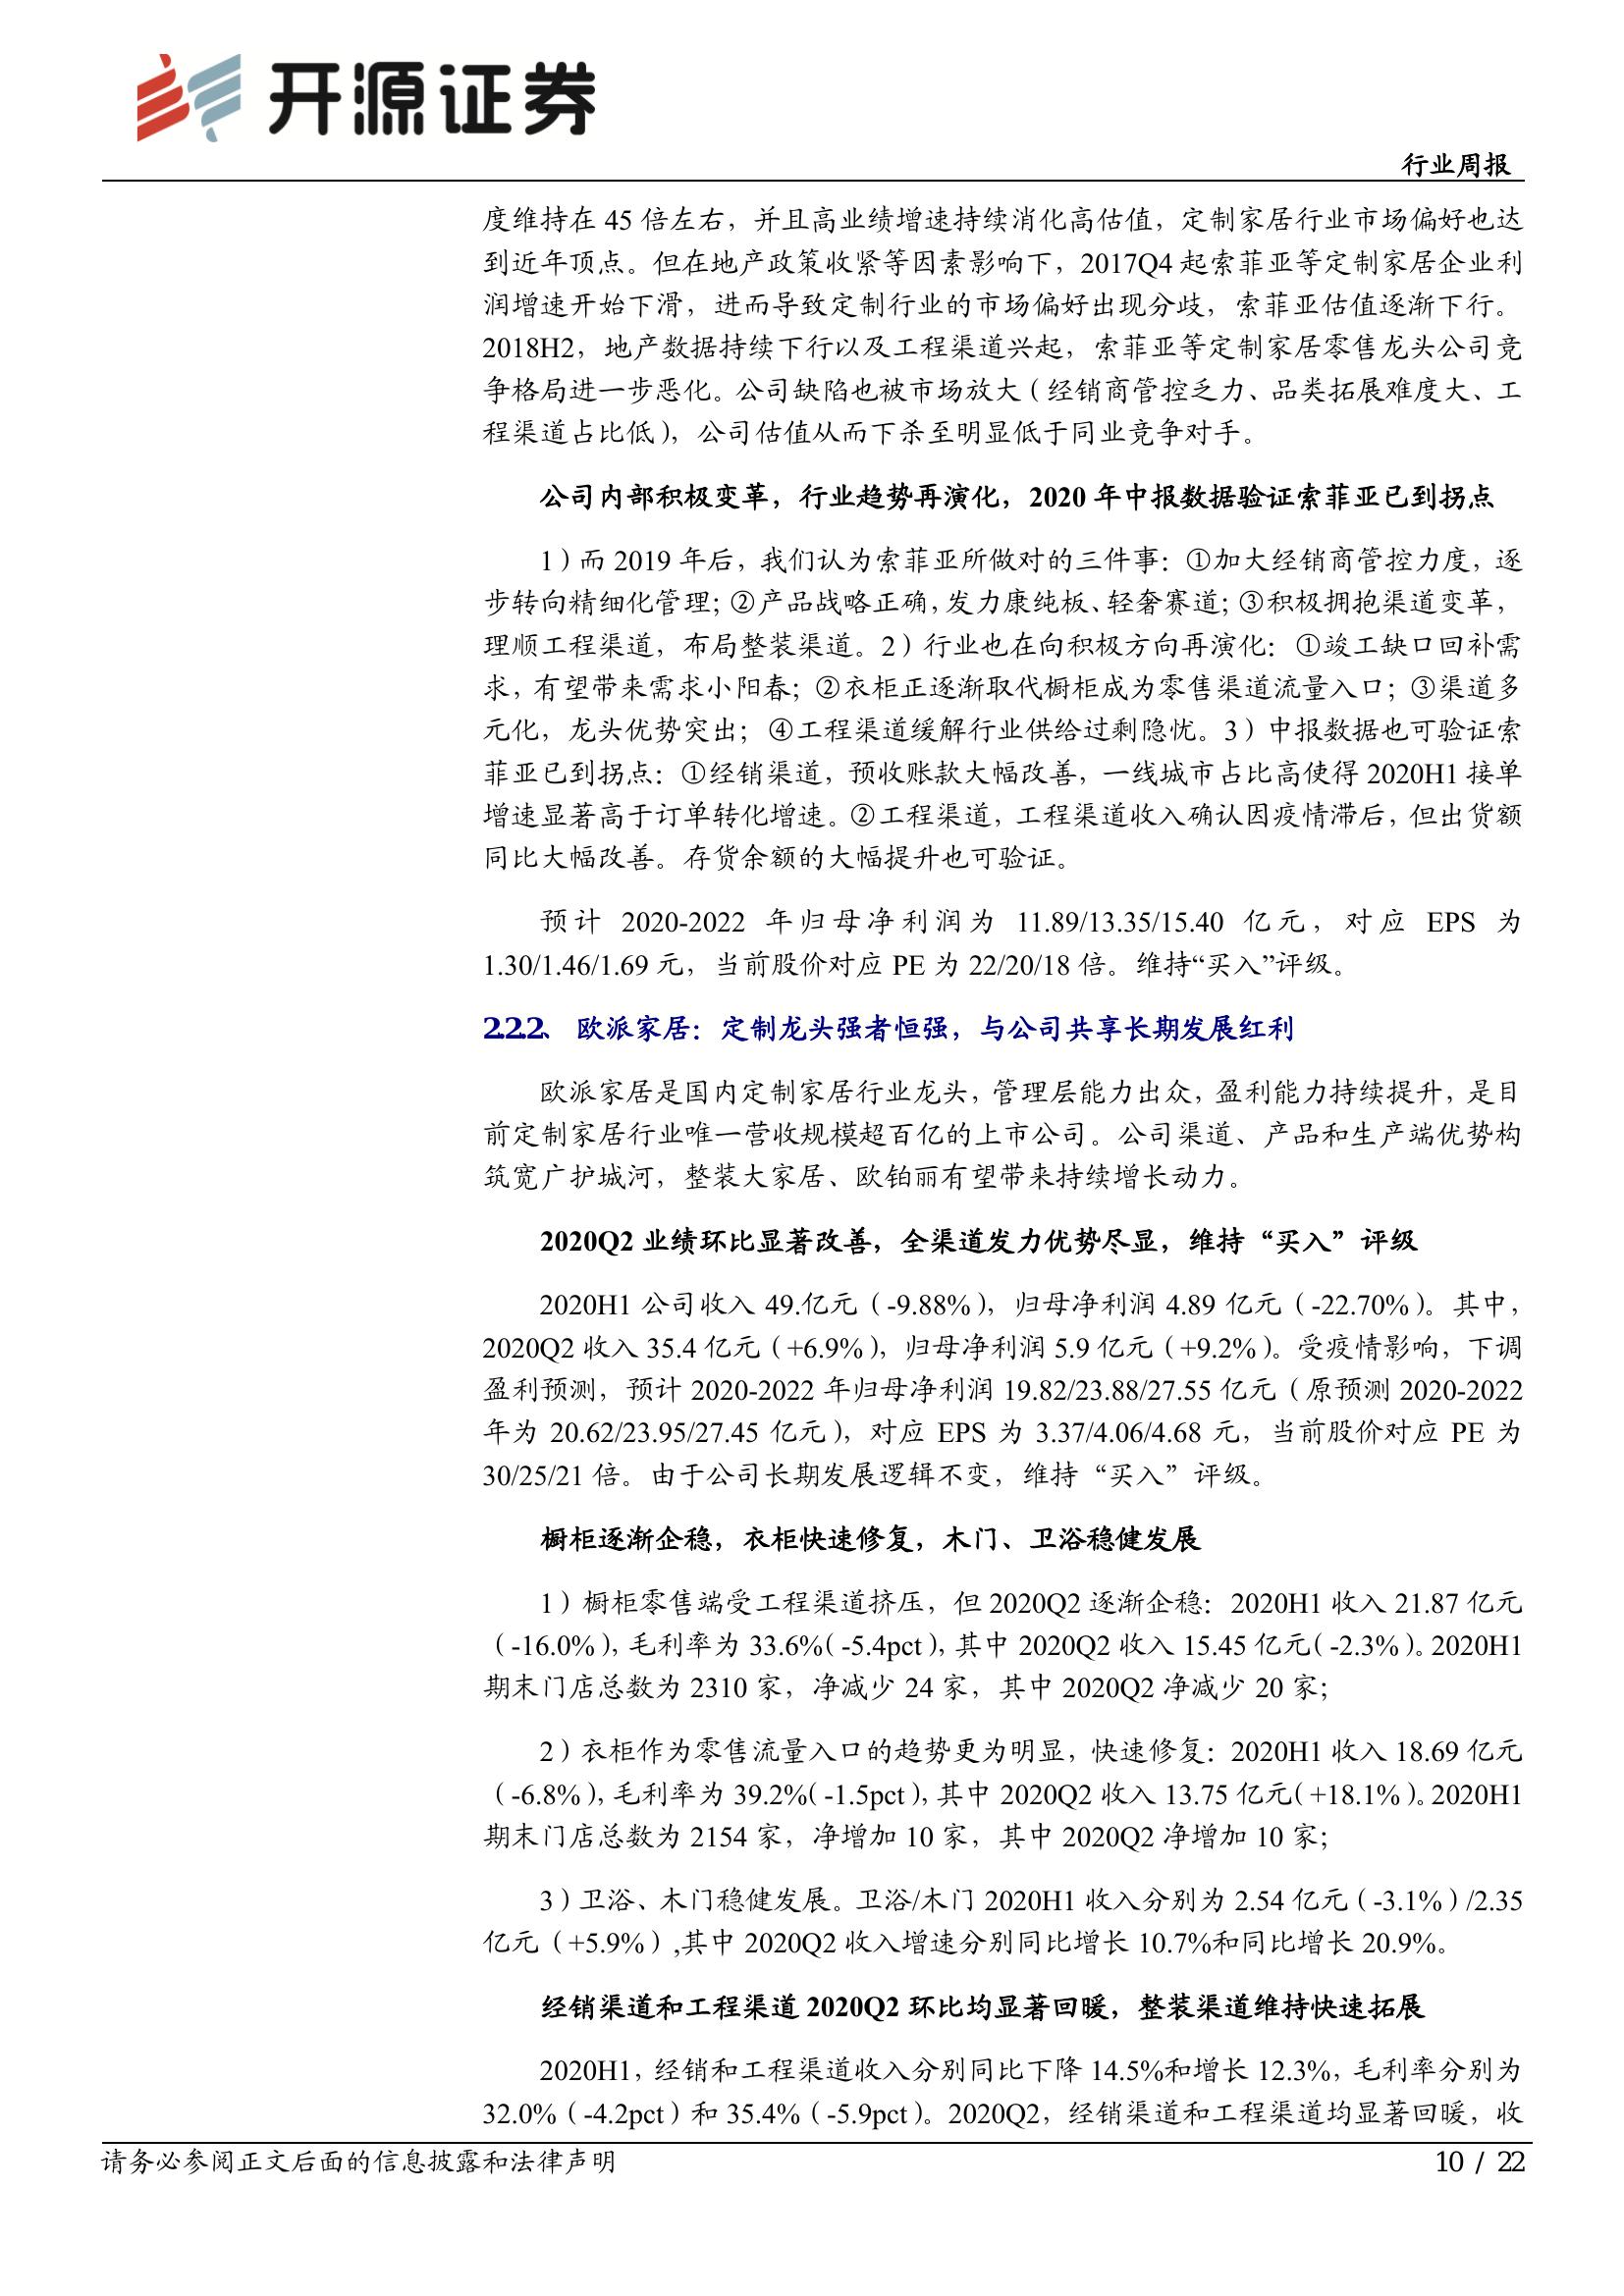 开源证券
行业周报
度维持在 45 倍左右，并且高业绩增速持续消化高估值，定制家居行业市场偏好也达
到近年顶点。但在地产政策收紧等因素影响下，2017Q4 起索菲亚等定制家居企业利
润增速开始下滑，进而导致定制行业的市场偏好出现分歧，索菲亚估值逐渐下行。
2018H2，地产数据持续下行以及工程渠道兴起，索菲亚等定制家居零售龙头公司竞
争格局进一步恶化。公司缺陷也被市场放大（经销商管控乏力、品类拓展难度大、工
程渠道占比低），公司估值从而下杀至明显低于同业竞争对手。
公司内部积极变革，行业趋势再演化，2020 年中报数据验证索菲亚已到拐点
1）而 2019 年后，我们认为索菲亚所做对的三件事：①加大经销商管控力度，逐
步转向精细化管理；②产品战略正确，发力康纯板、轻奢赛道；③积极拥抱渠道变革，
理顺工程渠道，布局整装渠道。2）行业也在向积极方向再演化：①竣工缺口回补需
求，有望带来需求小阳春；②衣柜正逐渐取代橱柜成为零售渠道流量入口；③渠道多
元化，龙头优势突出；④工程渠道缓解行业供给过剩隐忧。3）中报数据也可验证索
菲亚已到拐点：①经销渠道，预收账款大幅改善，一线城市占比高使得 2020H1 接单
增速显著高于订单转化增速。②工程渠道，工程渠道收入确认因疫情滞后，但出货额
同比大幅改善。存货余额的大幅提升也可验证。
预计 2020-2022 年归母净利润为 11.89/13.35/15.40 亿元，对应 EPS 为
1.30/1.46/1.69 元，当前股价对应 PE 为 22/20/18 倍。维持“买入”评级。
2.2.2、 欧派家居：定制龙头强者恒强，与公司共享长期发展红利
欧派家居是国内定制家居行业龙头，管理层能力出众，盈利能力持续提升，是目
前定制家居行业唯一营收规模超百亿的上市公司。公司渠道、产品和生产端优势构
筑宽广护城河，整装大家居、欧铂丽有望带来持续增长动力。
2020Q2 业绩环比显著改善，全渠道发力优势尽显，维持“买入”评级
2020H1 公司收入 49.亿元（-9.88%），归母净利润 4.89 亿元（-22.70%）。其中，
2020Q2 收入 35.4 亿元（+6.9%），归母净利润 5.9 亿元（+9.2%）。受疫情影响，下调
盈利预测，预计 2020-2022 年归母净利润 19.82/23.88/27.55 亿元（原预测 2020-2022
年为 20.62/23.95/27.45 亿元），对应 EPS 为 3.37/4.06/4.68 元，当前股价对应 PE 为
30/25/21 倍。由于公司长期发展逻辑不变，维持“买入”评级。
橱柜逐渐企稳，衣柜快速修复，木门、卫浴稳健发展
1）橱柜零售端受工程渠道挤压，但 2020Q2 逐渐企稳：2020H1 收入 21.87 亿元
（-16.0%），毛利率为 33.6%（-5.4pct），其中 2020Q2 收入 15.45 亿元（-2.3%）。2020H1
期末门店总数为 2310 家，净减少 24 家，其中 2020Q2 净减少 20 家；
2）衣柜作为零售流量入口的趋势更为明显，快速修复：2020H1 收入 18.69 亿元
（-6.8%），毛利率为 39.2%（-1.5pct），其中 2020Q2 收入 13.75 亿元（+18.1%）。2020H1
期末门店总数为 2154 家，净增加 10 家，其中 2020Q2 净增加 10 家；
3）卫浴、木门稳健发展。卫浴/木门 2020H1 收入分别为 2.54 亿元（-3.1%）/2.35
亿元（+5.9%）,其中 2020Q2 收入增速分别同比增长 10.7%和同比增长 20.9%。
经销渠道和工程渠道 2020Q2 环比均显著回暖，整装渠道维持快速拓展
2020H1，经销和工程渠道收入分别同比下降 14.5%和增长 12.3%，毛利率分别为
32.0%（-4.2pct）和 35.4%（-5.9pct）。2020Q2，经销渠道和工程渠道均显著回暖，收
请务必参阅正文后面的信息披露和法律声明
10 / 22